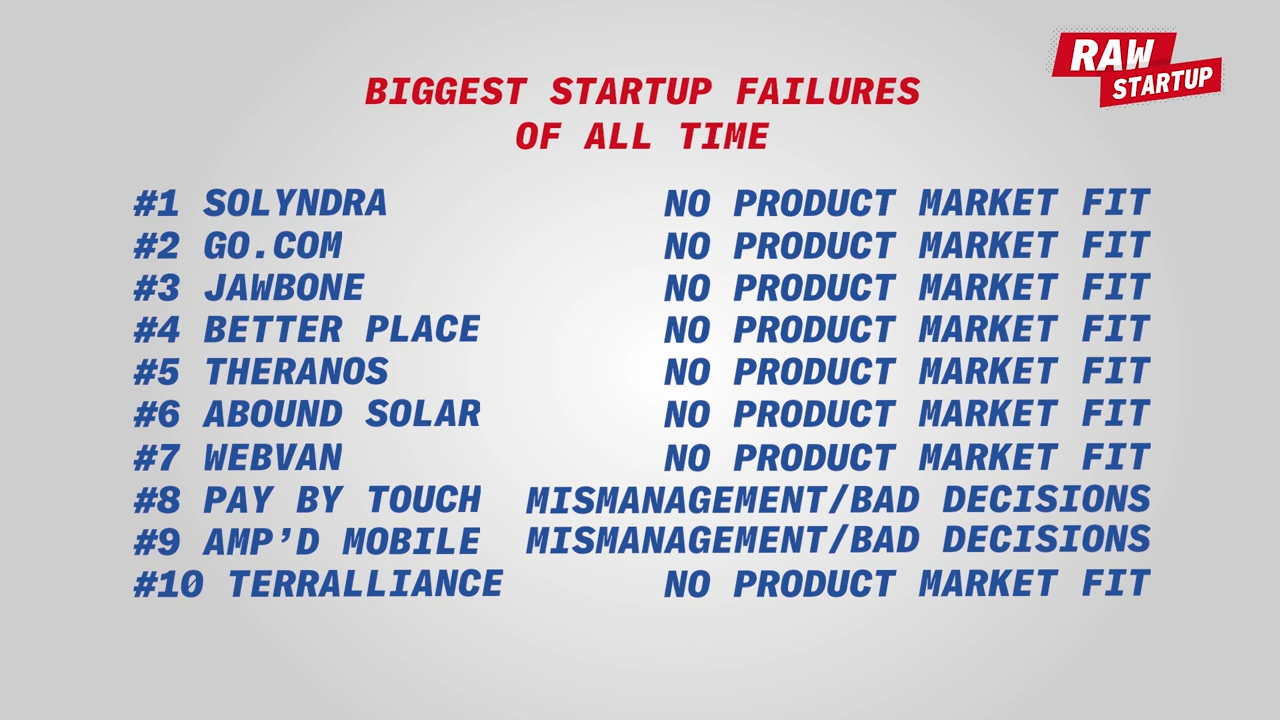 RAW
STARTUP
BIGGEST STARTUP FAILURES
OF ALL TIME
#1 SOLYNDRA NO PRODUCT MARKET FIT
#2 GO.COM NO PRODUCT MARKET FIT
#3 JAWBONE NO PRODUCT MARKET FIT
#4 BETTER PLACE NO PRODUCT MARKET FIT
#5 THERANOS NO PRODUCT MARKET FIT
#6 ABOUND SOLAR NO PRODUCT MARKET FIT
#7 WEBVAN NO PRODUCT MARKET FIT
#8 PAY BY TOUCH MISMANAGEMENT/BAD DECISIONS
#9 AMP’D MOBILE MISMANAGEMENT/BAD DECISIONS
#10 TERRALLIANCE NO PRODUCT MARKET FIT